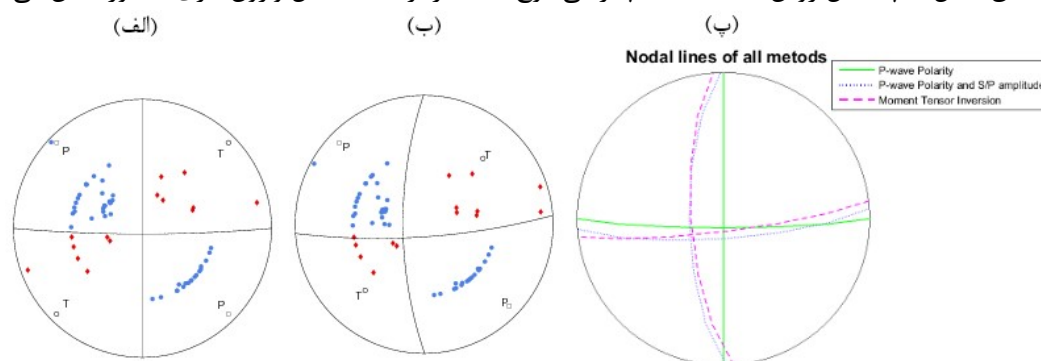 (الف) (ب) (پ)
Nodal lines of all metods
P-wave Polarity
P-wave Polarity and S/P amplitude
Moment Tensor Inversion
P T
T P
P T
T P